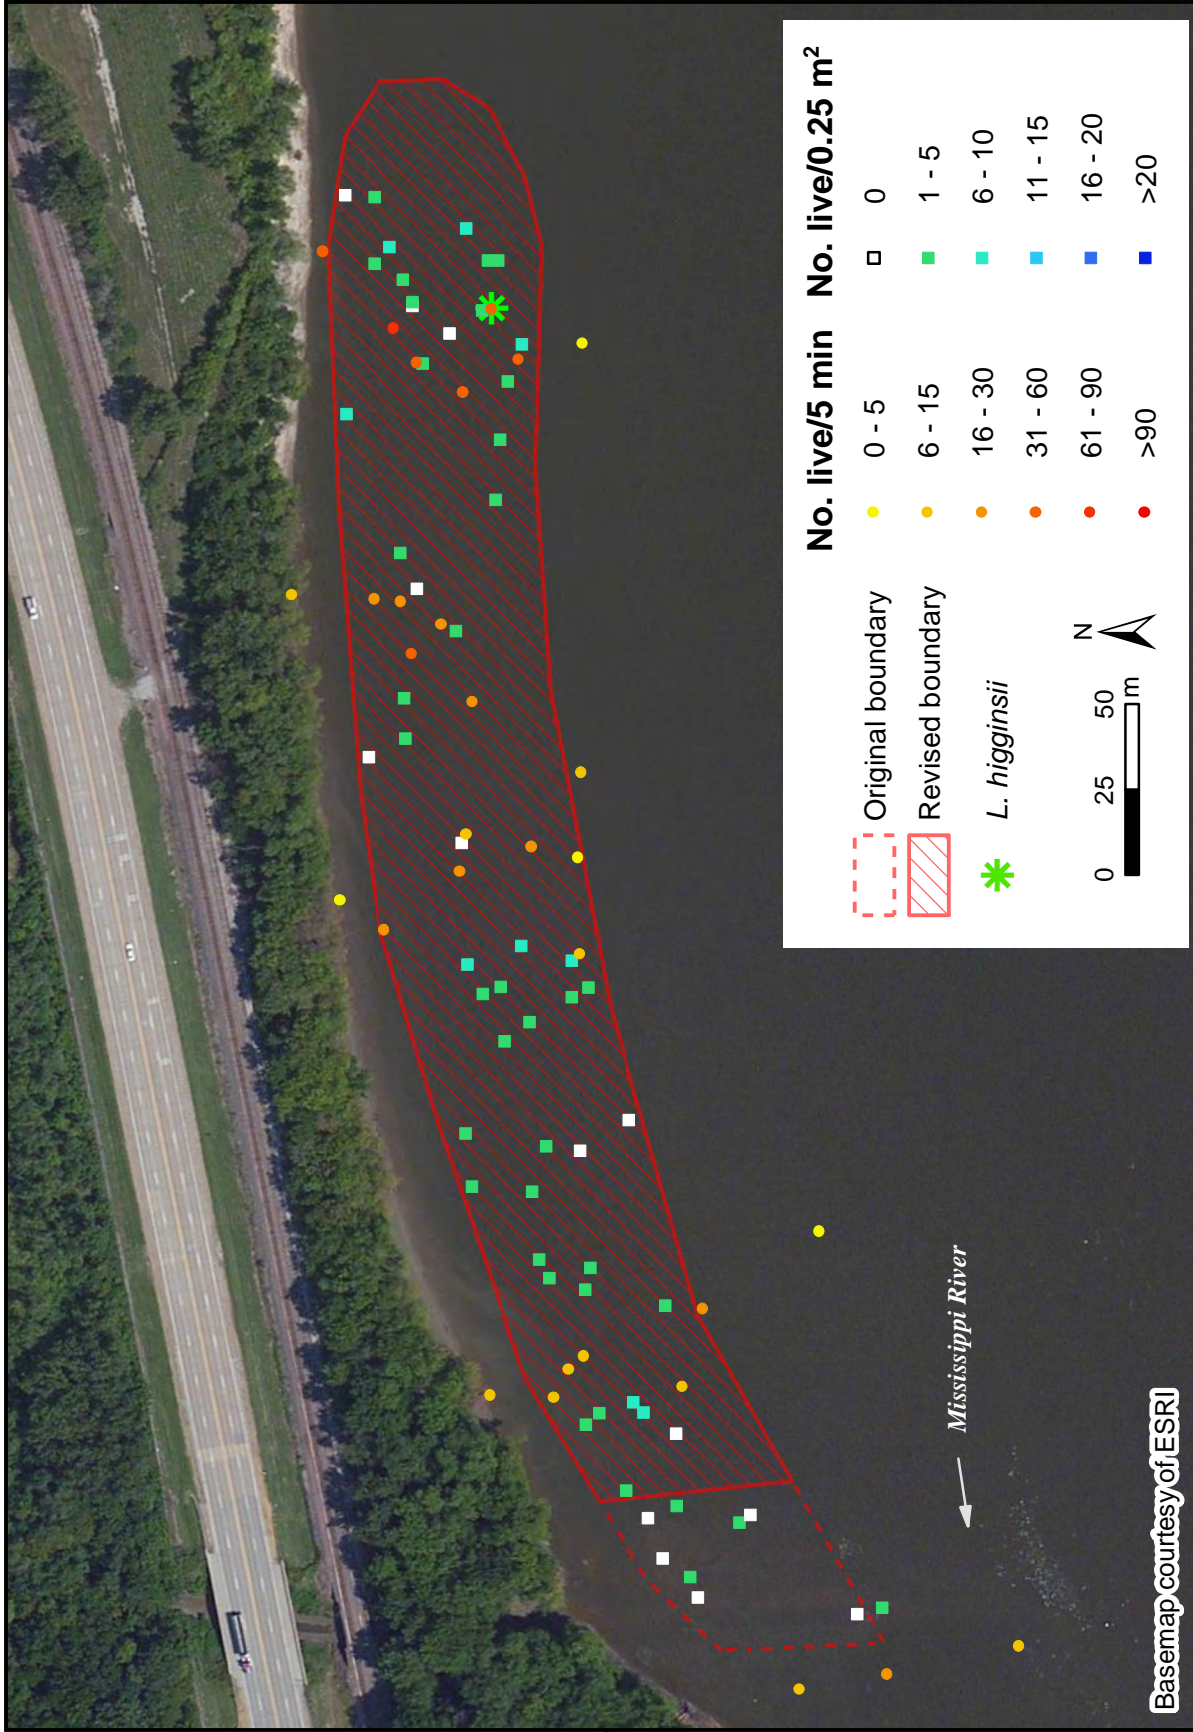 No. live/5 min
No. live/0.25 m²
Original boundary
0 - 5
0
Revised boundary
6 - 15
1 - 5
L. higginsii
16 - 30
6 - 10
31 - 60
11 - 15
61 - 90
16 - 20
>90
>20
0
25
50
m
N
Mississippi River
Basemap courtesy of ESRI